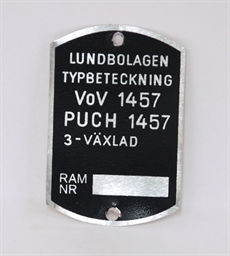 LUNDBOLAGEN
TYPBETECKNING
VoV 1457
PUCH 1457
3-VÄXLAD
RAM
NR